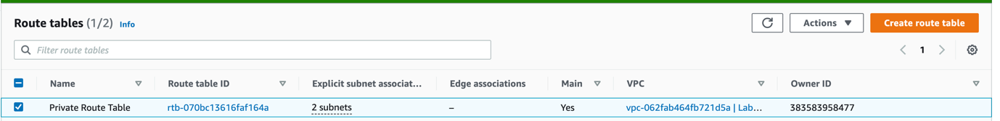 Route tables (1/2) Info
Actions
Create route table
Filter route tables
1
Name Route table ID Explicit subnet associat... Edge associations Main VPC Owner ID
Private Route Table rtb-070bc13616faf164a 2 subnets – Yes vpc-062fab464fb721d5a | Lab... 383583958477